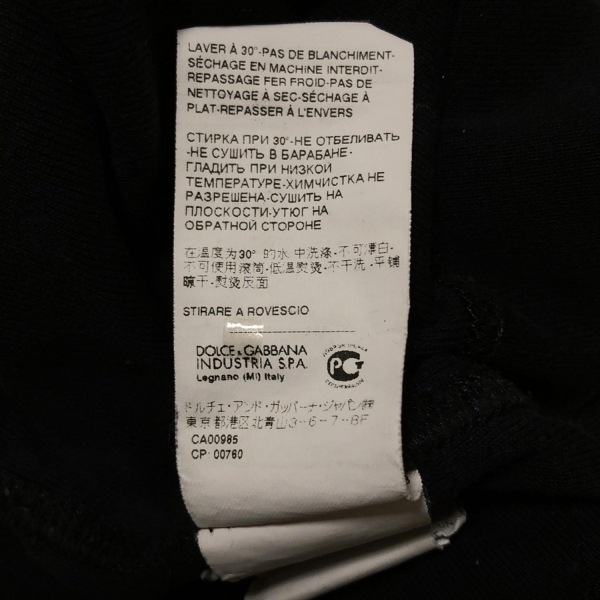 LAVER À 30°-PAS DE BLANCHIMENT-
SÉCHAGE EN MACHINE INTERDIT-
REPASSAGE FER FROID-PAS DE
NETTOYAGE À SEC-SÉCHAGE À
PLAT-REPASSER À L'ENVERS
СТИРКА ПРИ 30°-НЕ ОТБЕЛИВАТЬ
-НЕ СУШИТЬ В БАРАБАНЕ-
ГЛАДИТЬ ПРИ НИЗКОЙ
ТЕМПЕРАТУРЕ-ХИМЧИСТКА НЕ
РАЗРЕШЕНА-СУШИТЬ НА
ПЛОСКОСТИ-УТЮГ НА
ОБРАТНОЙ СТОРОНЕ
在温度为30° 的水 中洗涤-不可漂白-
不可使用滚筒-低温熨烫-不干洗-平铺
晾干-熨烫反面
STIRARE A ROVESCIO
DOLCE & GABBANA
INDUSTRIA S.P.A.
Legnano (Mi) Italy
PCT
ドルチェ・アンド・ガッバーナ・ジャパン㈱
東京都港区北青山3-6-7-8F
CA00985
CP: 00760